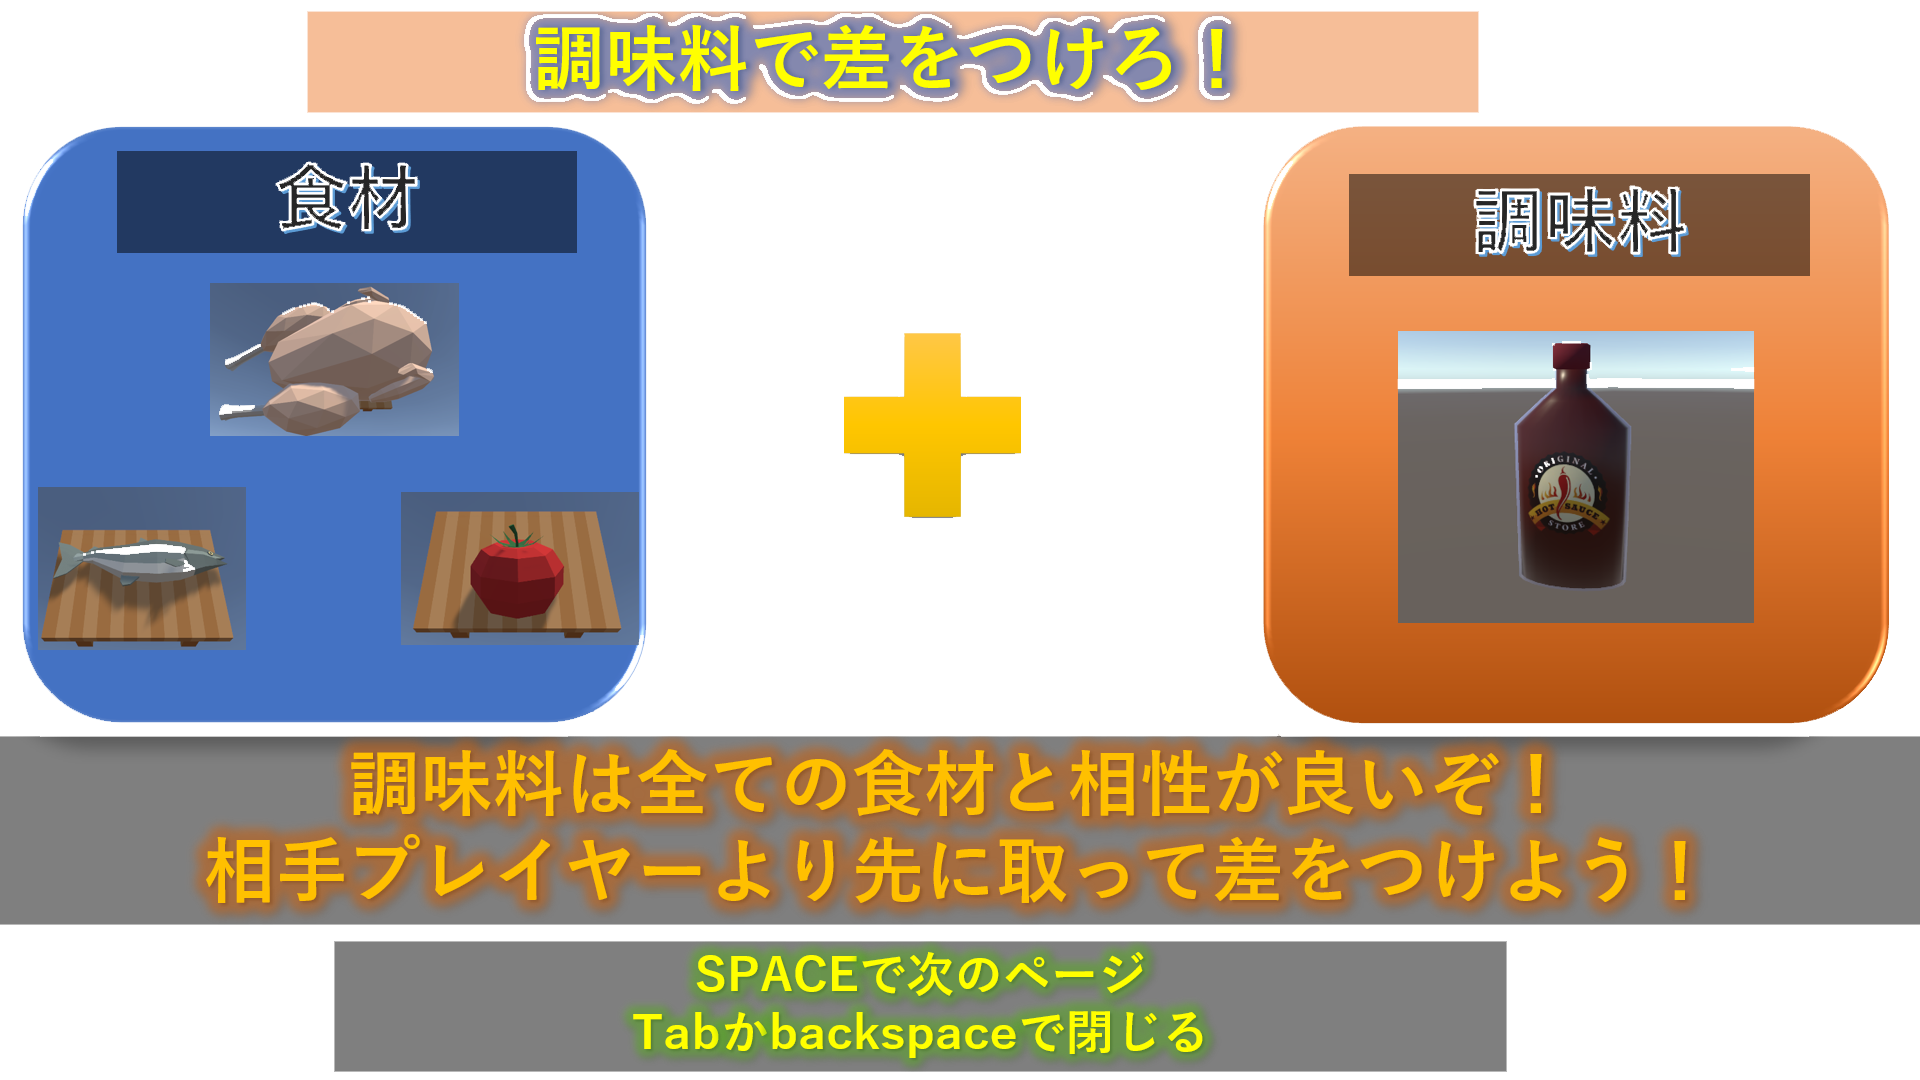 調味料で差をつけろ！
食材
調味料
ORIGINAL
HOT SAUCE
STORE
調味料は全ての食材と相性が良いぞ！
相手プレイヤーより先に取って差をつけよう！
SPACEで次のページ
Tabかbackspaceで閉じる